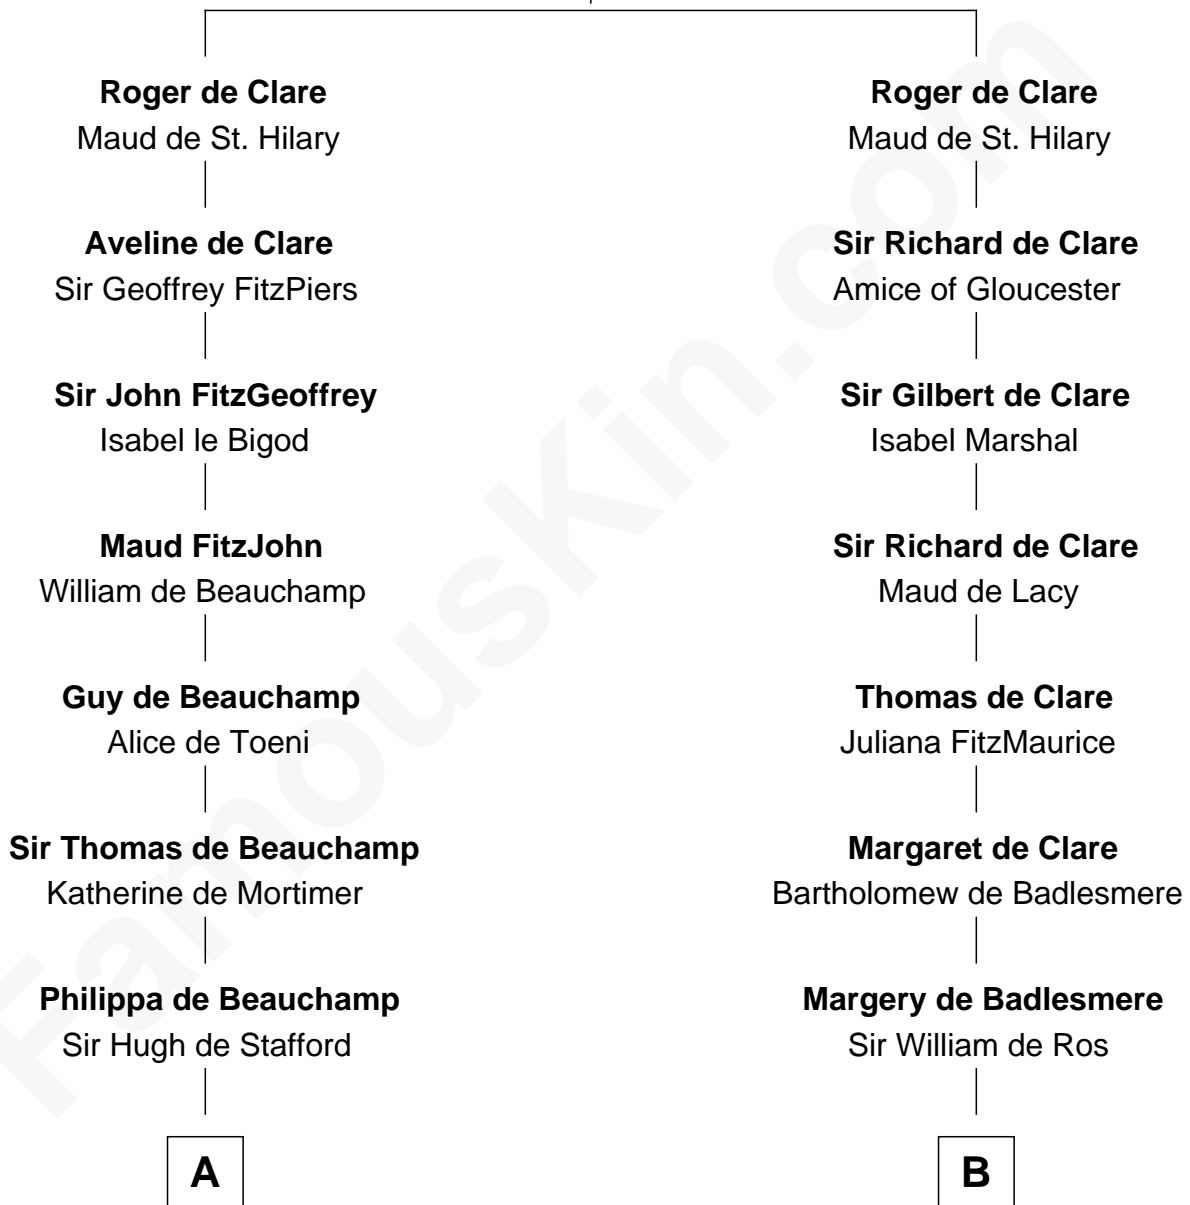 Roger de Clare
Maud de St. Hilary
Aveline de Clare
Sir Geoffrey FitzPiers
Sir John FitzGeoffrey
Isabel le Bigod
Maud FitzJohn
William de Beauchamp
Guy de Beauchamp
Alice de Toeni
Sir Thomas de Beauchamp
Katherine de Mortimer
Philippa de Beauchamp
Sir Hugh de Stafford
A
Roger de Clare
Maud de St. Hilary
Sir Richard de Clare
Amice of Gloucester
Sir Gilbert de Clare
Isabel Marshal
Sir Richard de Clare
Maud de Lacy
Thomas de Clare
Juliana FitzMaurice
Margaret de Clare
Bartholomew de Badlesmere
Margery de Badlesmere
Sir William de Ros
B
FamousKin.com